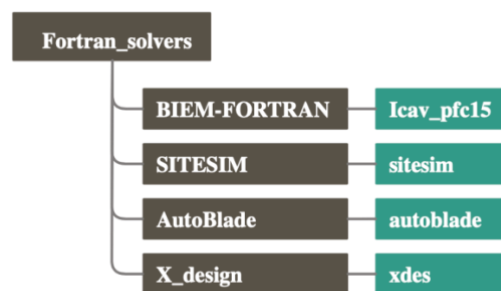 Fortran_solvers
BIEM-FORTRAN Icav_pfc15
SITESIM sitesim
AutoBlade autoblade
X_design xdes